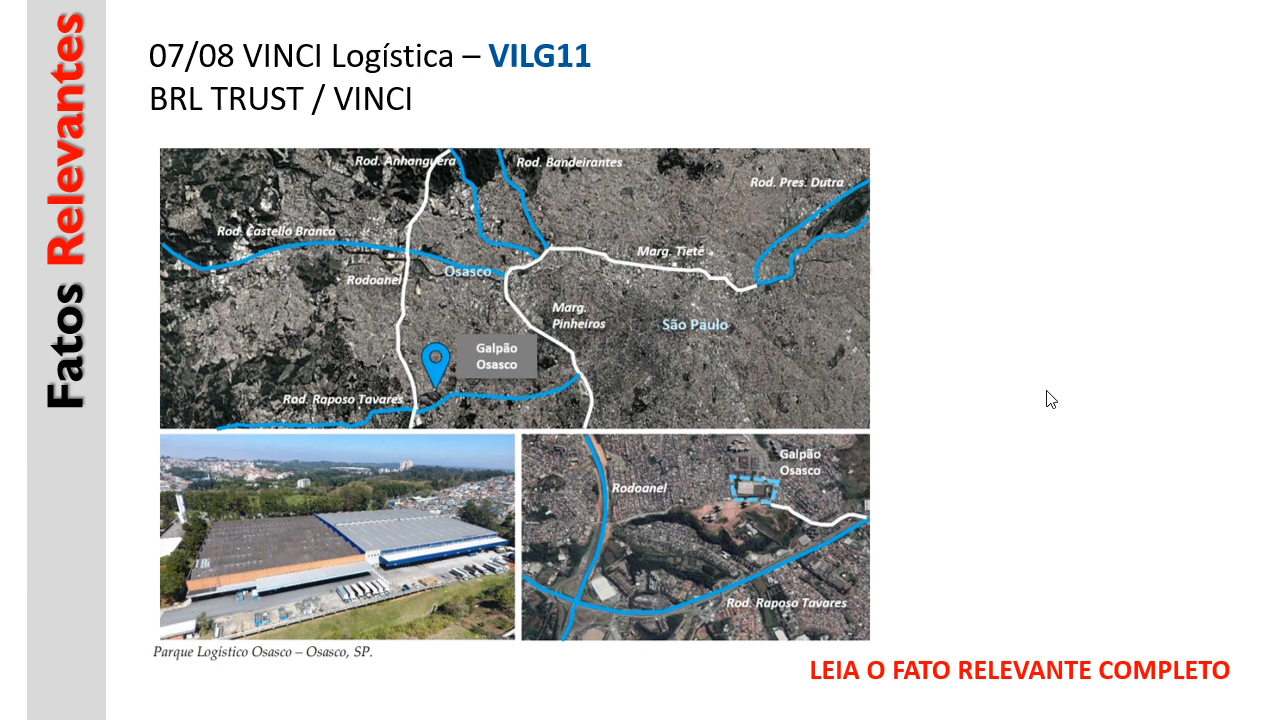 Fatos Relevantes
07/08 VINCI Logística – VILG11
BRL TRUST / VINCI
Rod. Anhanguera
Rod. Bandeirantes
Rod. Pres. Dutra
Rod. Castello Branco
Marg. Tietê
Osasco
Rodoanel
Marg.
Pinheiros
São Paulo
Galpão
Osasco
Rod. Raposo Tavares
Galpão
Osasco
Rodoanel
Rod. Raposo Tavares
Parque Logístico Osasco – Osasco, SP.
LEIA O FATO RELEVANTE COMPLETO